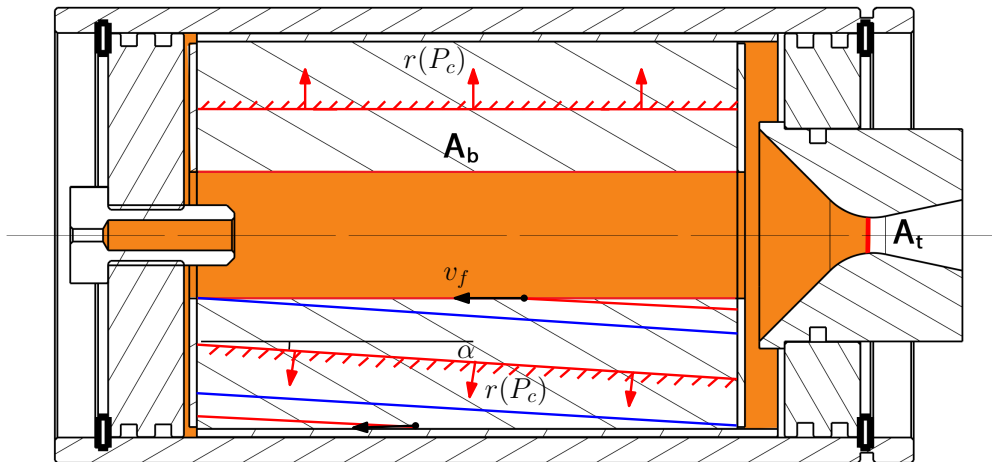 r(P_c)
A_b
A_t
v_f
α
r(P_c)